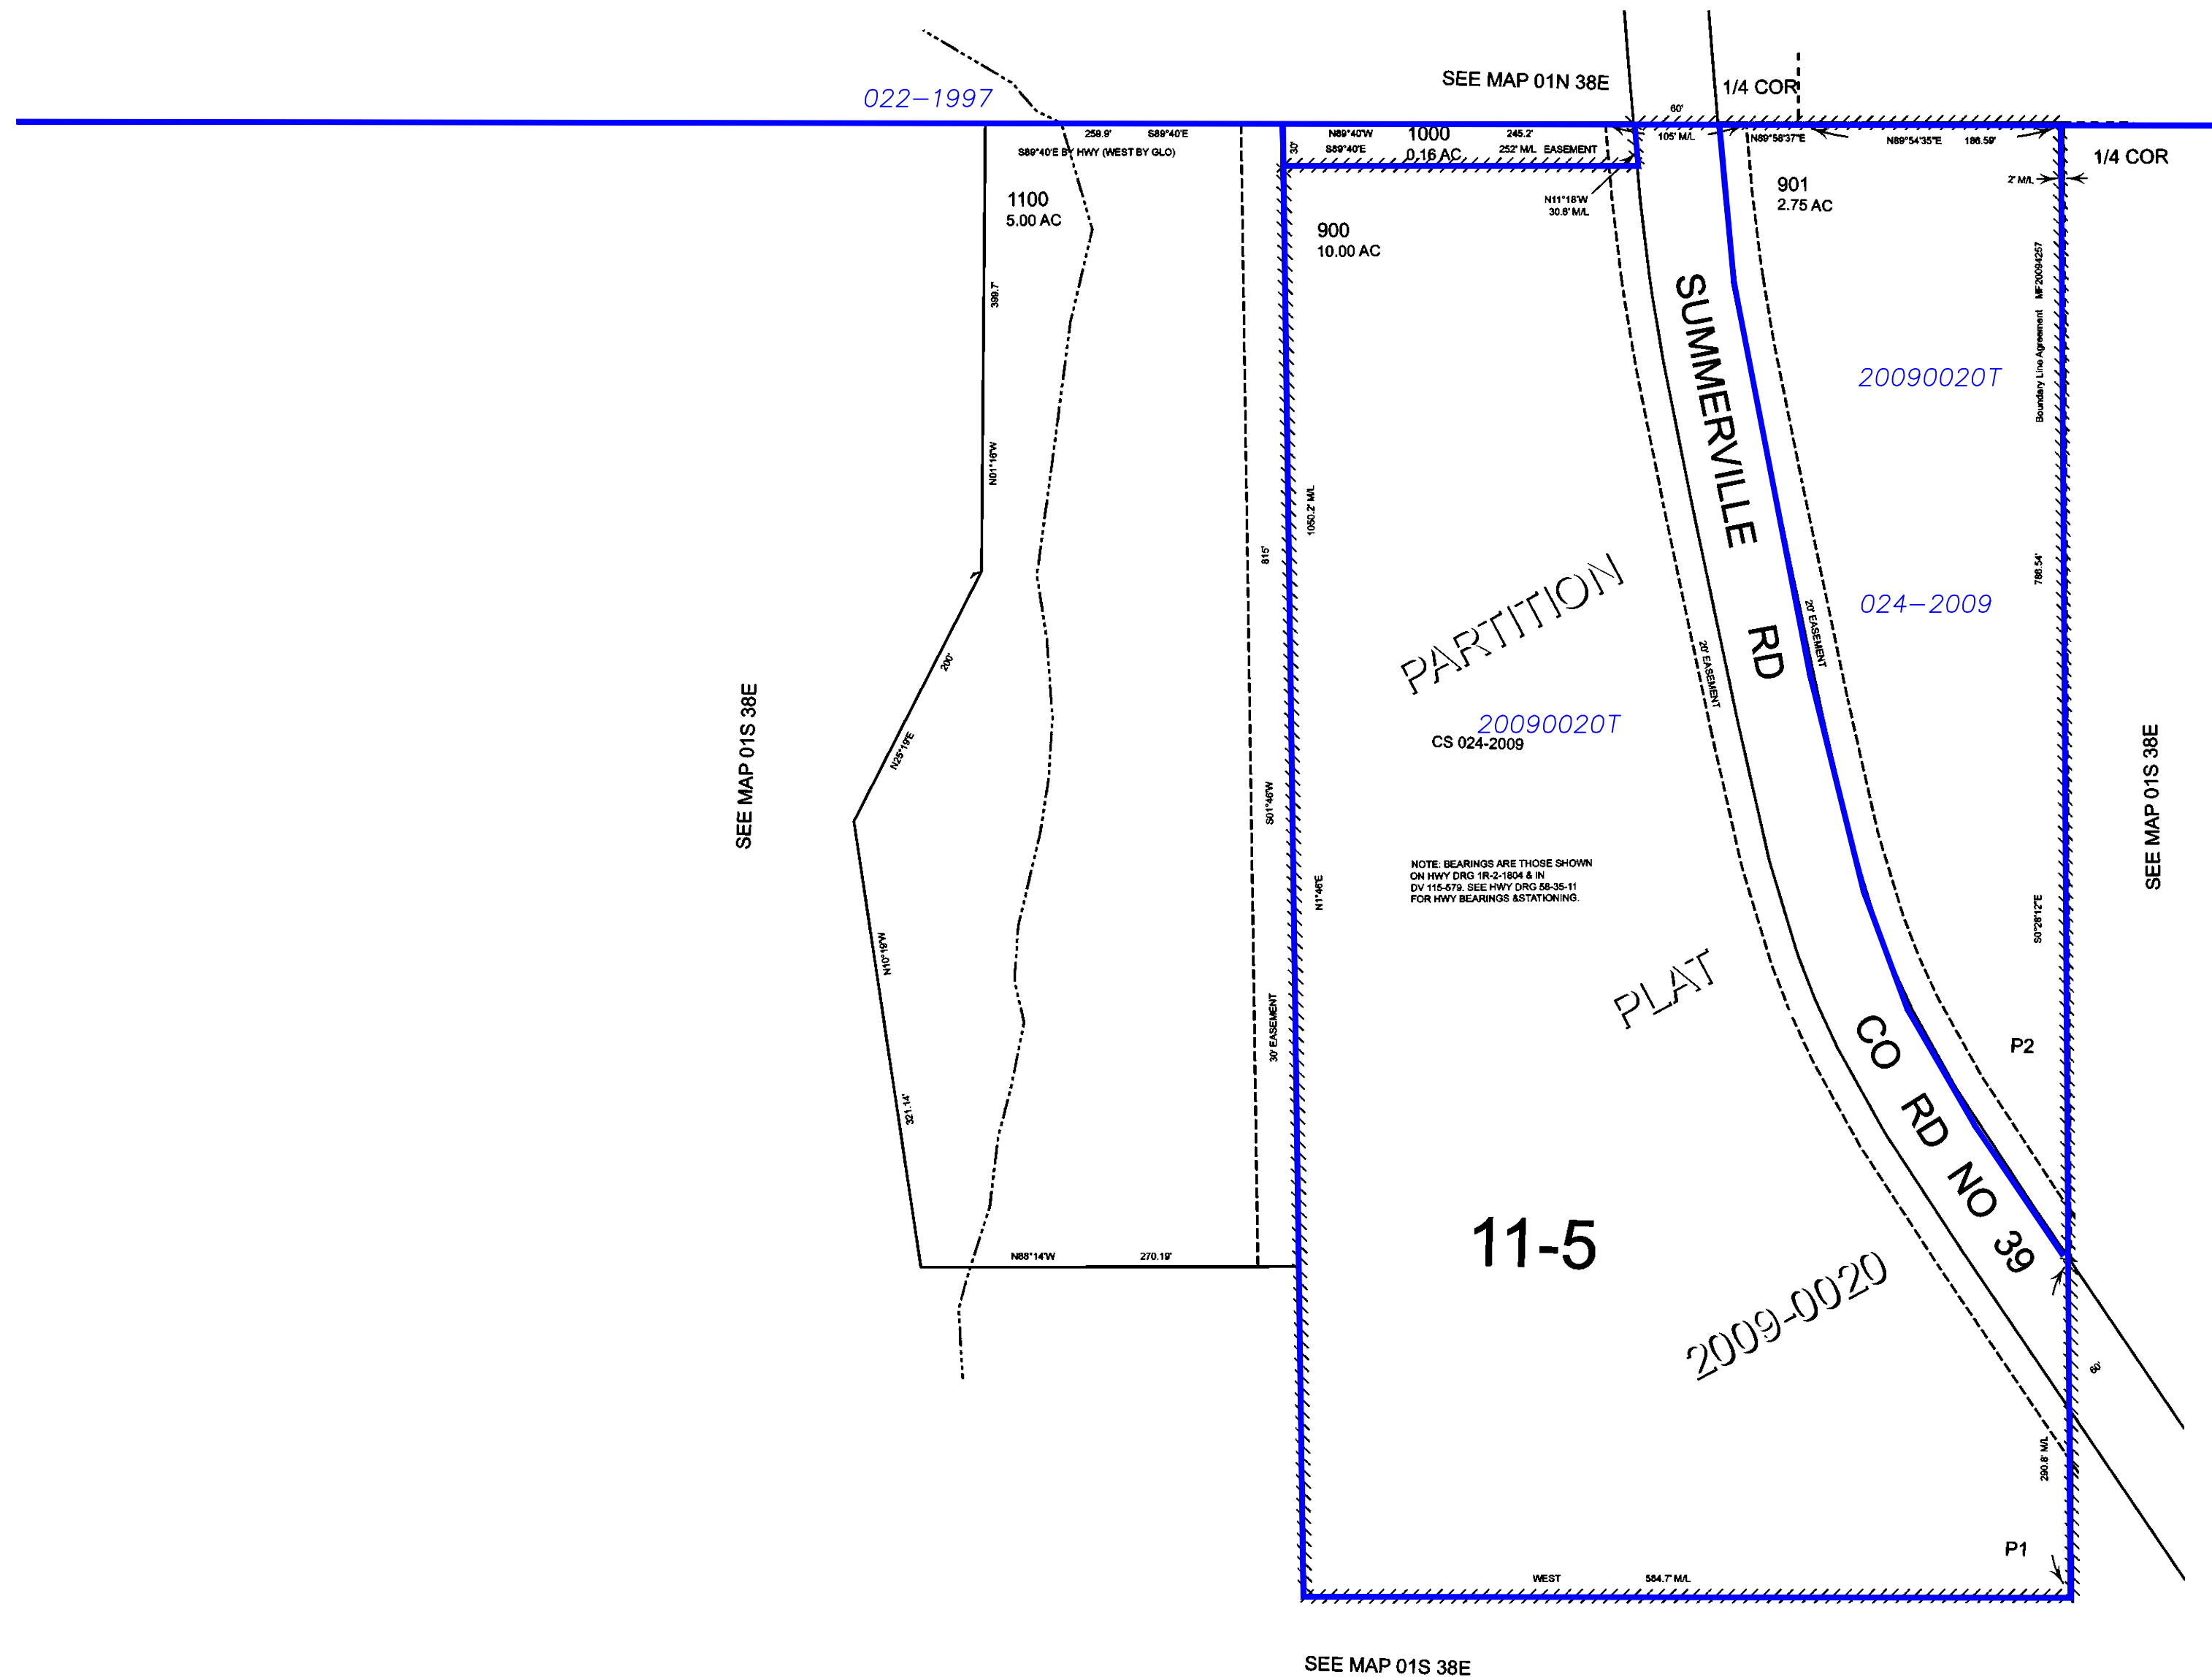 SEE MAP 01N 38E
1/4 COR
022-1997
60'
259.9' S89°40'E
N89°40'W 1000 245.2'
105' M/L
N89°58'37"E
N89°54'35"E 186.59'
S89°40'E BY HWY (WEST BY GLO)
30'
S89°40'E 0.16 AC 252' M/L EASEMENT
1/4 COR
2' M/L
1100
5.00 AC
N11°18'W
30.6' M/L
901
2.75 AC
900
10.00 AC
399.7'
N01°16'W
Boundary Line Agreement MF20094257
SUMMERVILLE RD
20090020T
1050.2' M/L
815'
786.54'
PARTITION
024-2009
20' EASEMENT
20' EASEMENT
200'
N25°19'E
SEE MAP 01S 38E
20090020T
CS 024-2009
SEE MAP 01S 38E
S01°46'W
N1°46'E
NOTE: BEARINGS ARE THOSE SHOWN
ON HWY DRG 1R-2-1804 & IN
DV 115-579. SEE HWY DRG 58-35-11
FOR HWY BEARINGS &STATIONING.
S0°28'12"E
N10°19'W
PLAT
30' EASEMENT
P2
321.14'
CO RD NO 39
11-5
N88°14'W 270.19'
2009-0020
60'
290.8' M/L
P1
WEST 584.7' M/L
SEE MAP 01S 38E